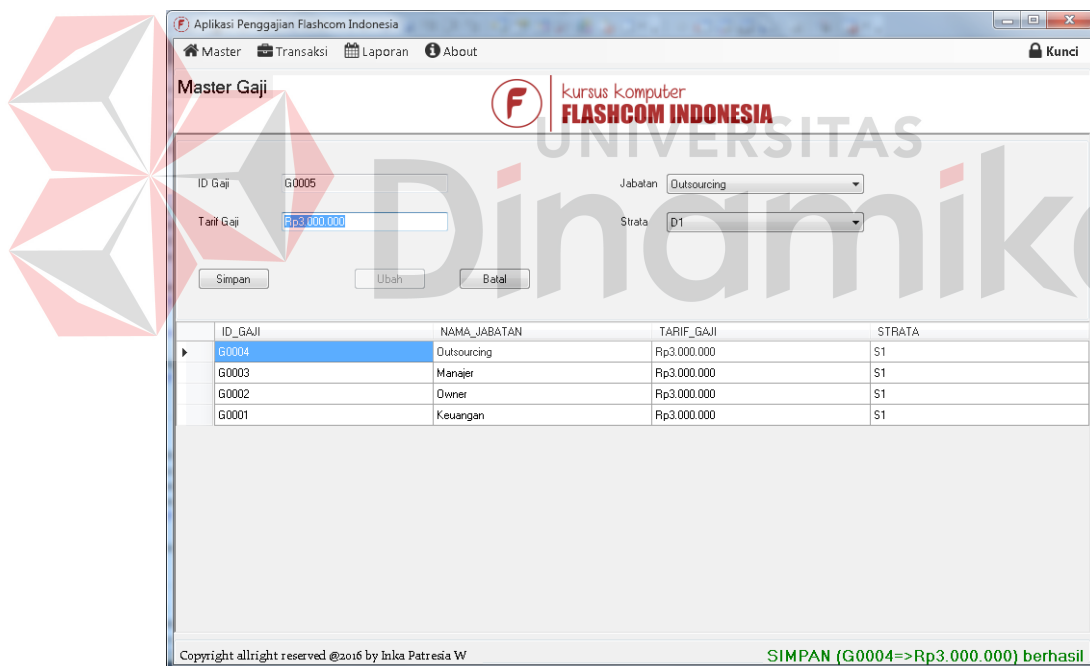 Aplikasi Penggajian Flashcom Indonesia
Master Transaksi Laporan About Kunci
Master Gaji
F
kursus komputer
FLASHCOM INDONESIA
UNIVERSITAS
Dinamika
ID Gaji G0005 Jabatan Outsourcing
Tarif Gaji Rp3.000.000 Strata D1
Simpan Ubah Batal
ID_GAJI NAMA_JABATAN TARIF_GAJI STRATA
G0004 Outsourcing Rp3.000.000 S1
G0003 Manajer Rp3.000.000 S1
G0002 Owner Rp3.000.000 S1
G0001 Keuangan Rp3.000.000 S1
Copyright allright reserved @2016 by Inka Patresia W SIMPAN (G0004=>Rp3.000.000) berhasil